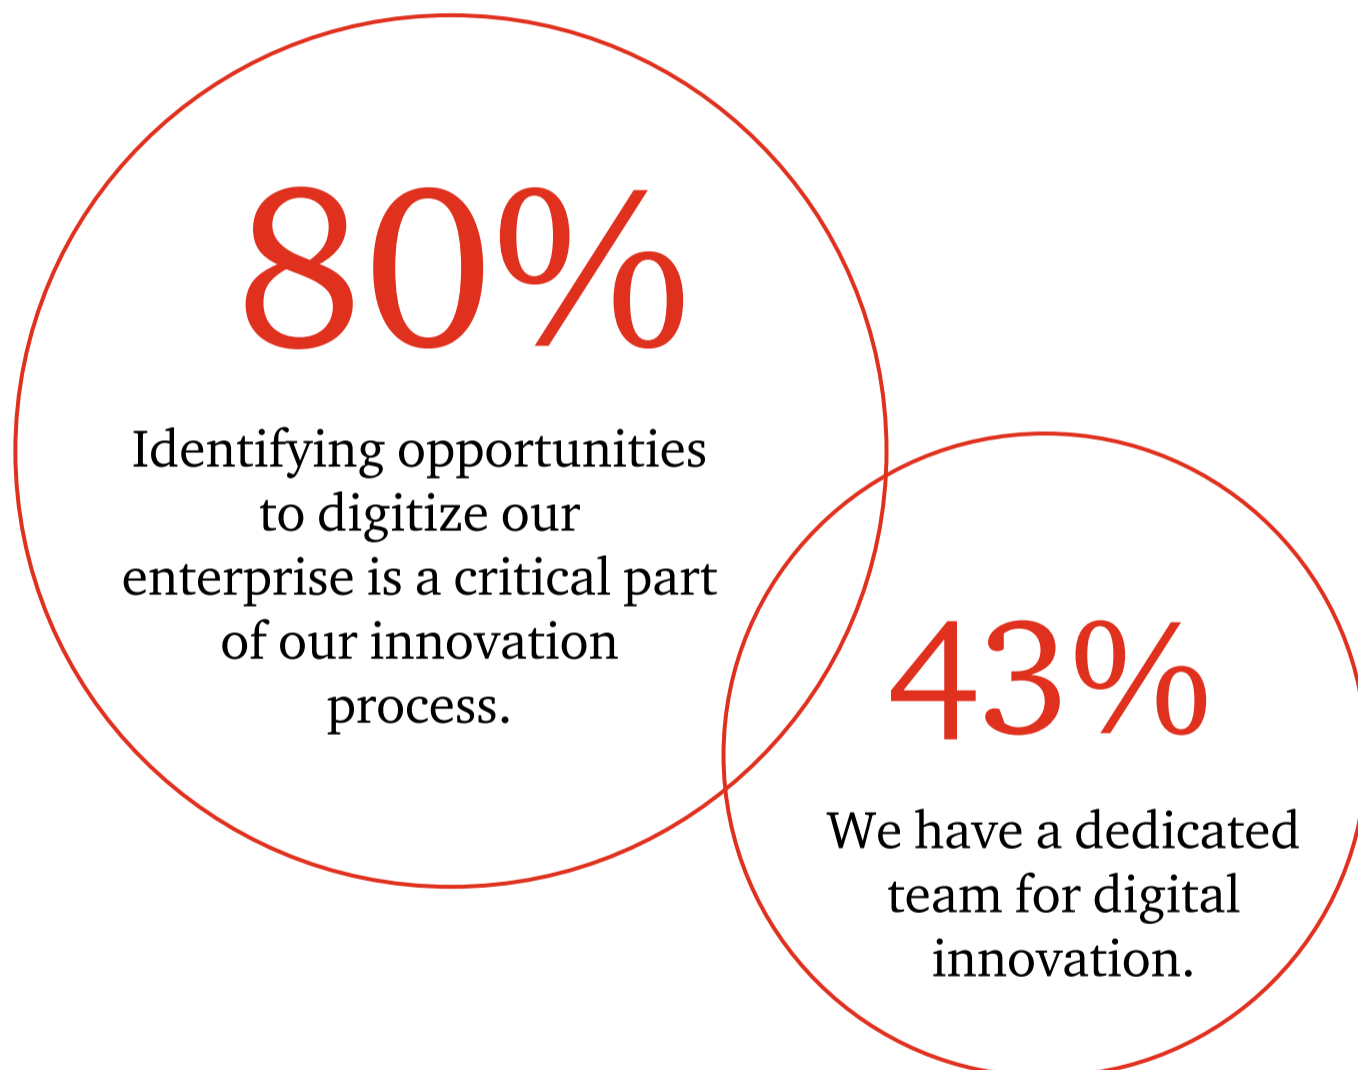 80%
Identifying opportunities
to digitize our
enterprise is a critical part
of our innovation
process.
43%
We have a dedicated
team for digital
innovation.